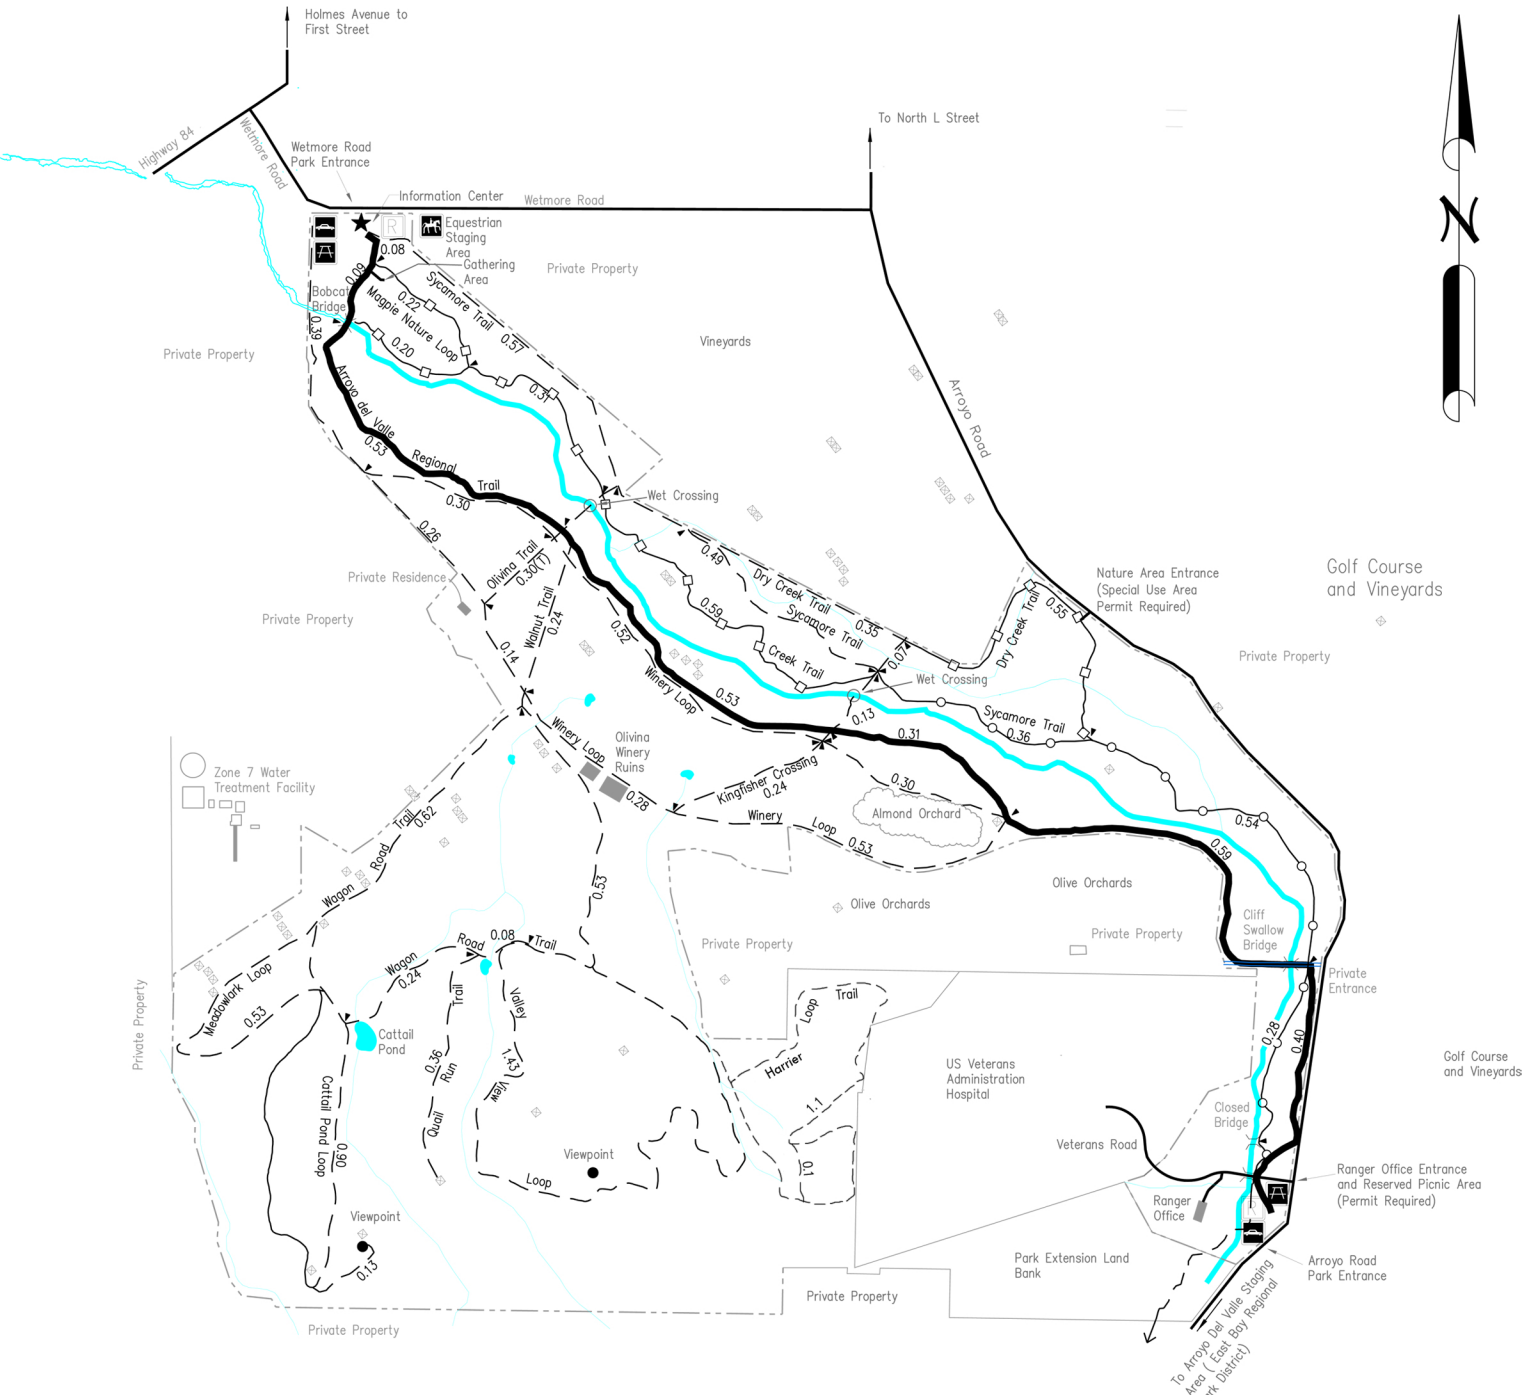 Holmes Avenue to
First Street
Highway 84
Wetmore Road
Wetmore Road
Park Entrance
Information Center
Wetmore Road
To North L Street
N
R
Equestrian
Staging
Area
Gathering
Area
0.08
0.09
Bobcat
Bridge
0.39
Magpie Nature Loop
0.22
0.20
Sycamore Trail
0.57
Private Property
Vineyards
Private Property
Arroyo Road
Arroyo del Valle
Regional
Trail
0.53
0.31
0.30
0.26
Wet Crossing
Olivina Trail
0.30(T)
Private Residence
Private Property
Walnut Trail
0.24
0.14
0.49
Dry Creek Trail
0.35
Sycamore Trail
0.59
Creek Trail
0.07
Dry Creek Trail
0.55
Nature Area Entrance
(Special Use Area
Permit Required)
Golf Course
and Vineyards
Private Property
Wet Crossing
0.52
Winery Loop
0.53
0.13
0.31
Sycamore Trail
0.36
Winery Loop
Olivina
Winery
Ruins
0.28
Kingfisher Crossing
0.24
0.30
Almond Orchard
Winery
Loop
0.53
0.54
0.59
Zone 7 Water
Treatment Facility
Wagon
Road
Trail
0.62
0.53
Olive Orchards
Olive Orchards
Private Property
Private Property
Cliff
Swallow
Bridge
Private
Entrance
Meadowlark Loop
0.53
Wagon
Road
0.08
Trail
0.24
Private Property
Cattail
Pond
Cattail Pond Loop
0.90
Quail
Run
Trail
0.36
Valley
View
1.43
Loop
Viewpoint
Viewpoint
0.13
Harrier
Loop
Trail
1.1
0.1
US Veterans
Administration
Hospital
0.28
0.40
Golf Course
and Vineyards
Closed
Bridge
Veterans Road
Ranger
Office
Ranger Office Entrance
and Reserved Picnic Area
(Permit Required)
Park Extension Land
Bank
Arroyo Road
Park Entrance
Private Property
Private Property
To Arroyo Del Valle Staging
Area ( East Bay Regional
rk District)